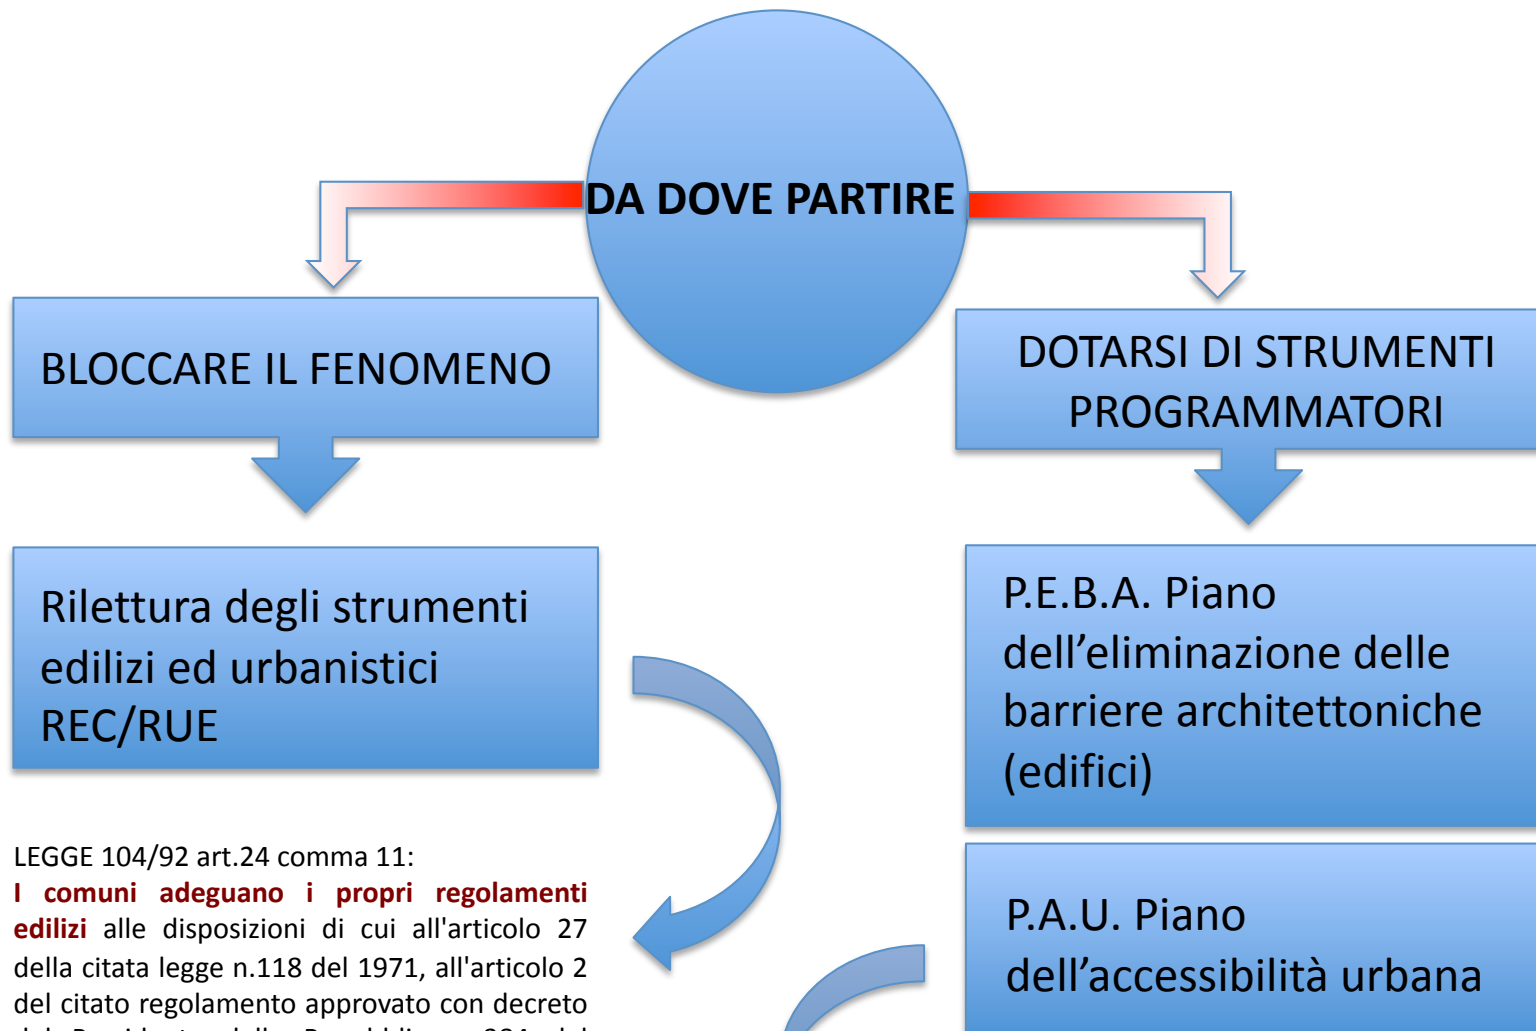 DA DOVE PARTIRE
BLOCCARE IL FENOMENO
Rilettura degli strumenti
edilizi ed urbanistici
REC/RUE
LEGGE 104/92 art.24 comma 11:
I comuni adeguano i propri regolamenti
edilizi alle disposizioni di cui all'articolo 27
della citata legge n.118 del 1971, all'articolo 2
del citato regolamento approvato con decreto
DOTARSI DI STRUMENTI
PROGRAMMATORI
P.E.B.A. Piano
dell’eliminazione delle
barriere architettoniche
(edifici)
P.A.U. Piano
dell’accessibilità urbana